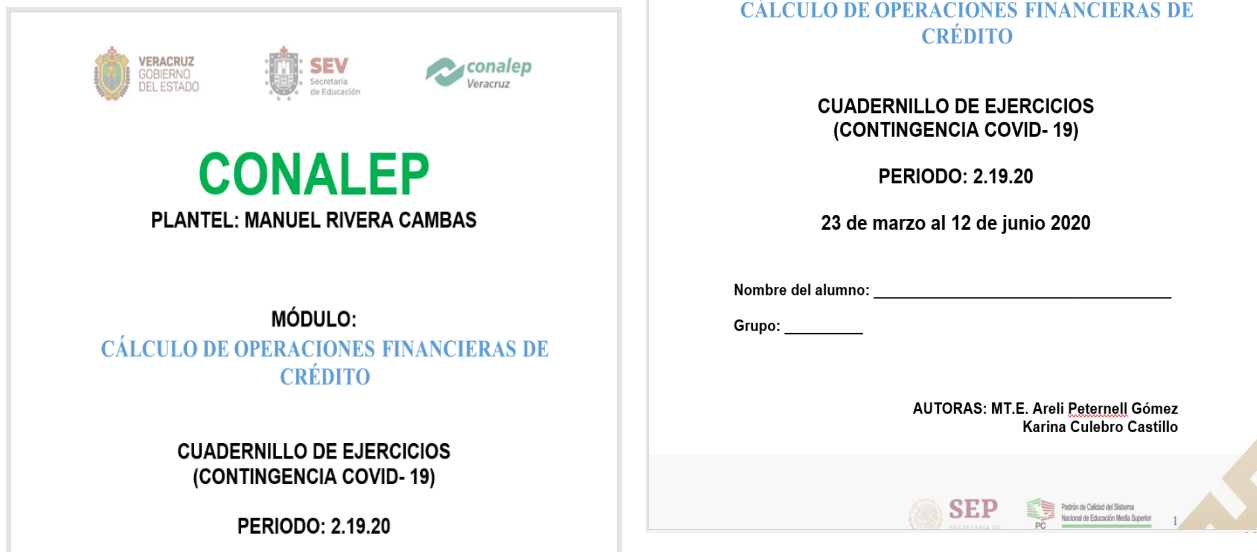 VERACRUZ
GOBIERNO
DEL ESTADO
SEV
Secretaría
de Educación
conalep
Veracruz
CONALEP
PLANTEL: MANUEL RIVERA CAMBAS
MÓDULO:
CÁLCULO DE OPERACIONES FINANCIERAS DE
CRÉDITO
CUADERNILLO DE EJERCICIOS
(CONTINGENCIA COVID- 19)
PERIODO: 2.19.20
CÁLCULO DE OPERACIONES FINANCIERAS DE
CRÉDITO
CUADERNILLO DE EJERCICIOS
(CONTINGENCIA COVID- 19)
PERIODO: 2.19.20
23 de marzo al 12 de junio 2020
Nombre del alumno: ____________________________________
Grupo: __________
AUTORAS: MT.E. Areli Peternell Gómez
Karina Culebro Castillo
SEP
SECRETARÍA DE
PC
Padrón de Calidad del Sistema
Nacional de Educación Media Superior
1